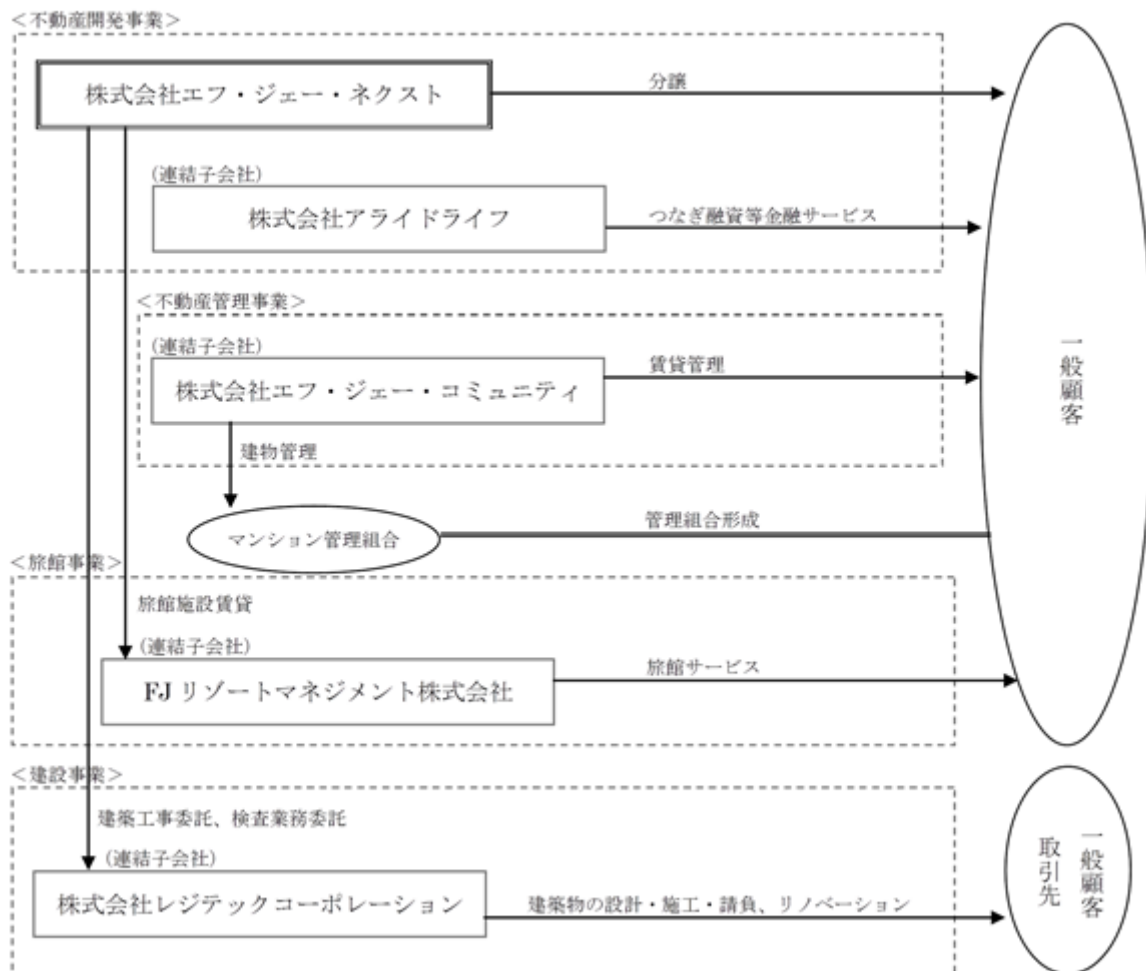 ＜不動産開発事業＞
株式会社エフ・ジェー・ネクスト
分譲
(連結子会社)
株式会社アライドライフ
つなぎ融資等金融サービス
＜不動産管理事業＞
(連結子会社)
株式会社エフ・ジェー・コミュニティ
賃貸管理
建物管理
マンション管理組合
管理組合形成
一般顧客
＜旅館事業＞
旅館施設賃貸
(連結子会社)
FJ リゾートマネジメント株式会社
旅館サービス
＜建設事業＞
建築工事委託、検査業務委託
(連結子会社)
株式会社レジテックコーポレーション
建築物の設計・施工・請負、リノベーション
一般顧客
取引先